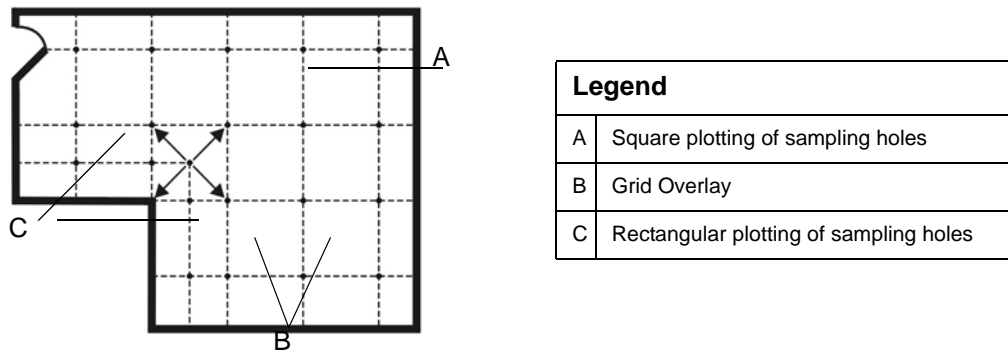 A
C
B
Legend
A Square plotting of sampling holes
B Grid Overlay
C Rectangular plotting of sampling holes